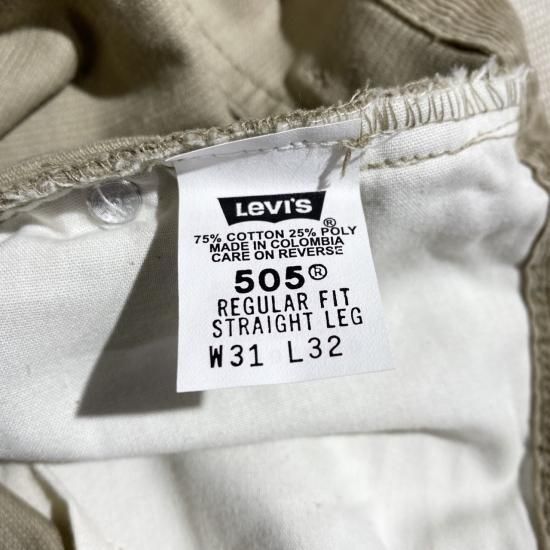 Levi's®
75% COTTON 25% POLY
MADE IN COLOMBIA
CARE ON REVERSE
505®
REGULAR FIT
STRAIGHT LEG
W31 L32